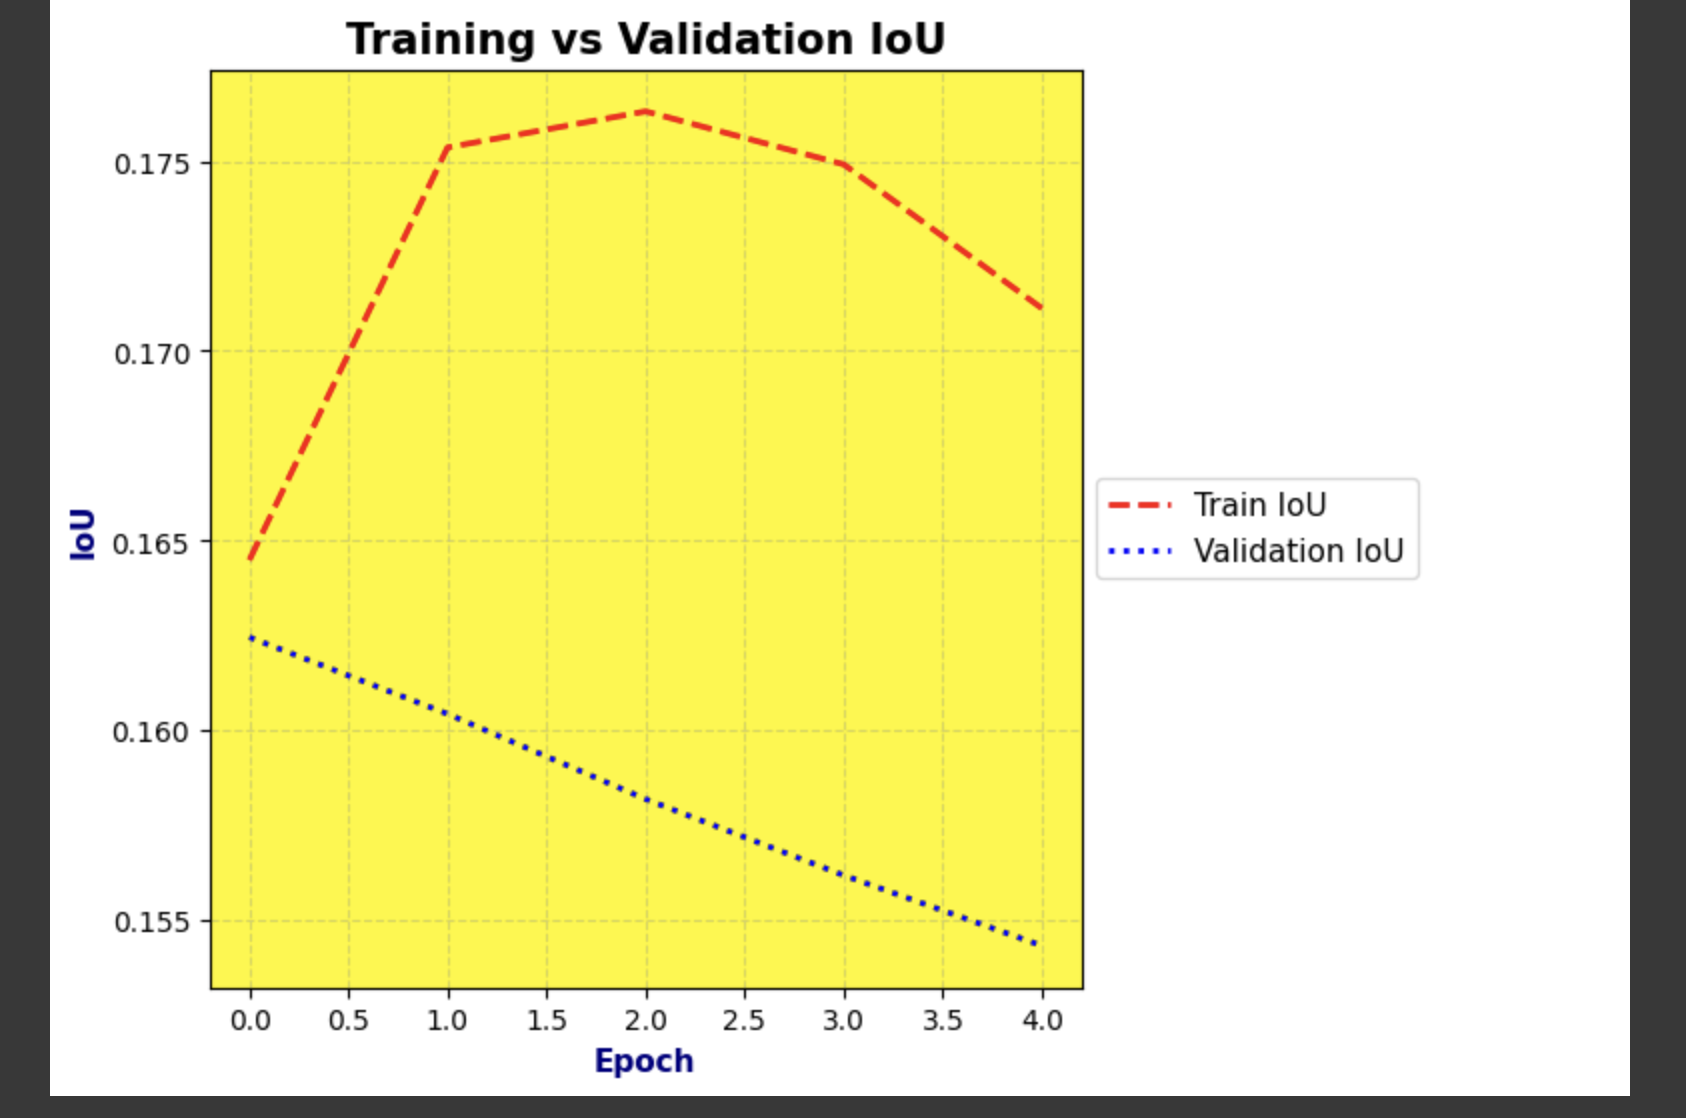 Training vs Validation IoU
0.175
0.170
0.165
0.160
0.155
IoU
0.0 0.5 1.0 1.5 2.0 2.5 3.0 3.5 4.0
Epoch
Train IoU
Validation IoU